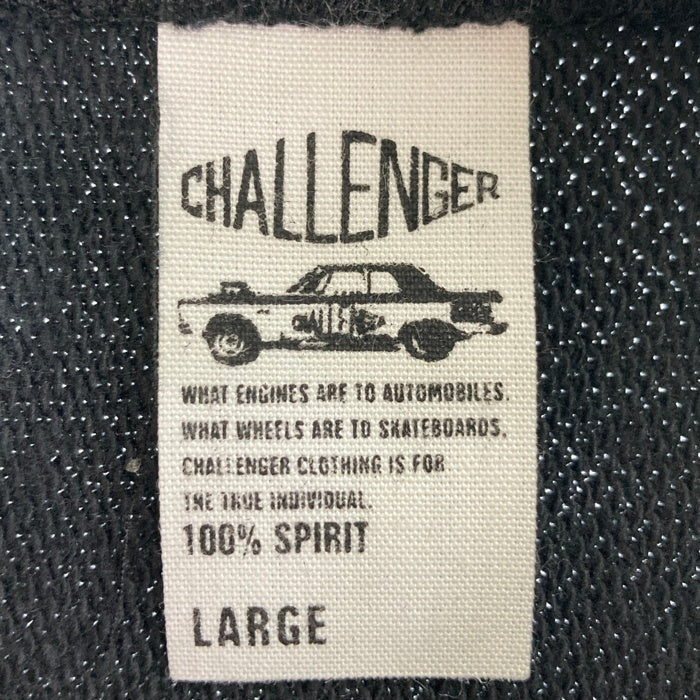 CHALLENGER
CHALLENGER
WHAT ENGINES ARE TO AUTOMOBILES.
WHAT WHEELS ARE TO SKATEBOARDS.
CHALLENGER CLOTHING IS FOR
THE TRUE INDIVIDUAL.
100% SPIRIT
LARGE